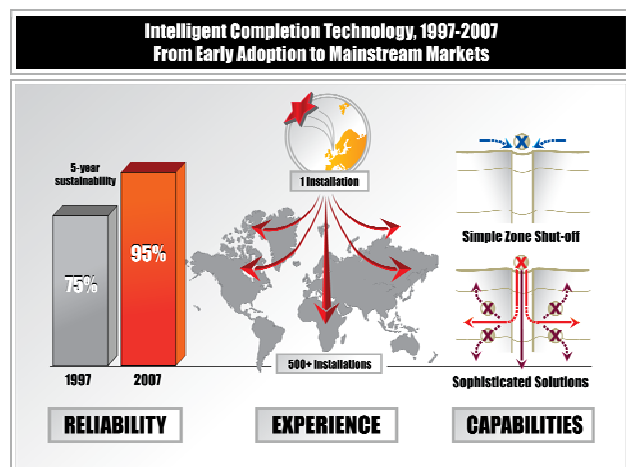 Intelligent Completion Technology, 1997-2007
From Early Adoption to Mainstream Markets
5-year
sustainability
75%
95%
1997
2007
RELIABILITY
1 Installation
500+ Installations
EXPERIENCE
X
Simple Zone Shut-off
X
X
X
X
X
Sophisticated Solutions
CAPABILITIES